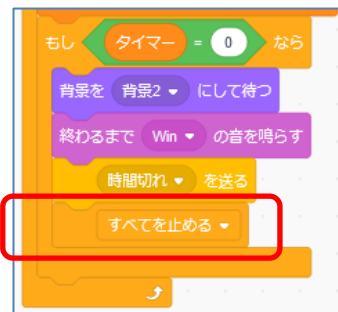 もし タイマー = 0 なら
背景を 背景2 にして待つ
終わるまで Win の音を鳴らす
時間切れ を送る
すべてを止める